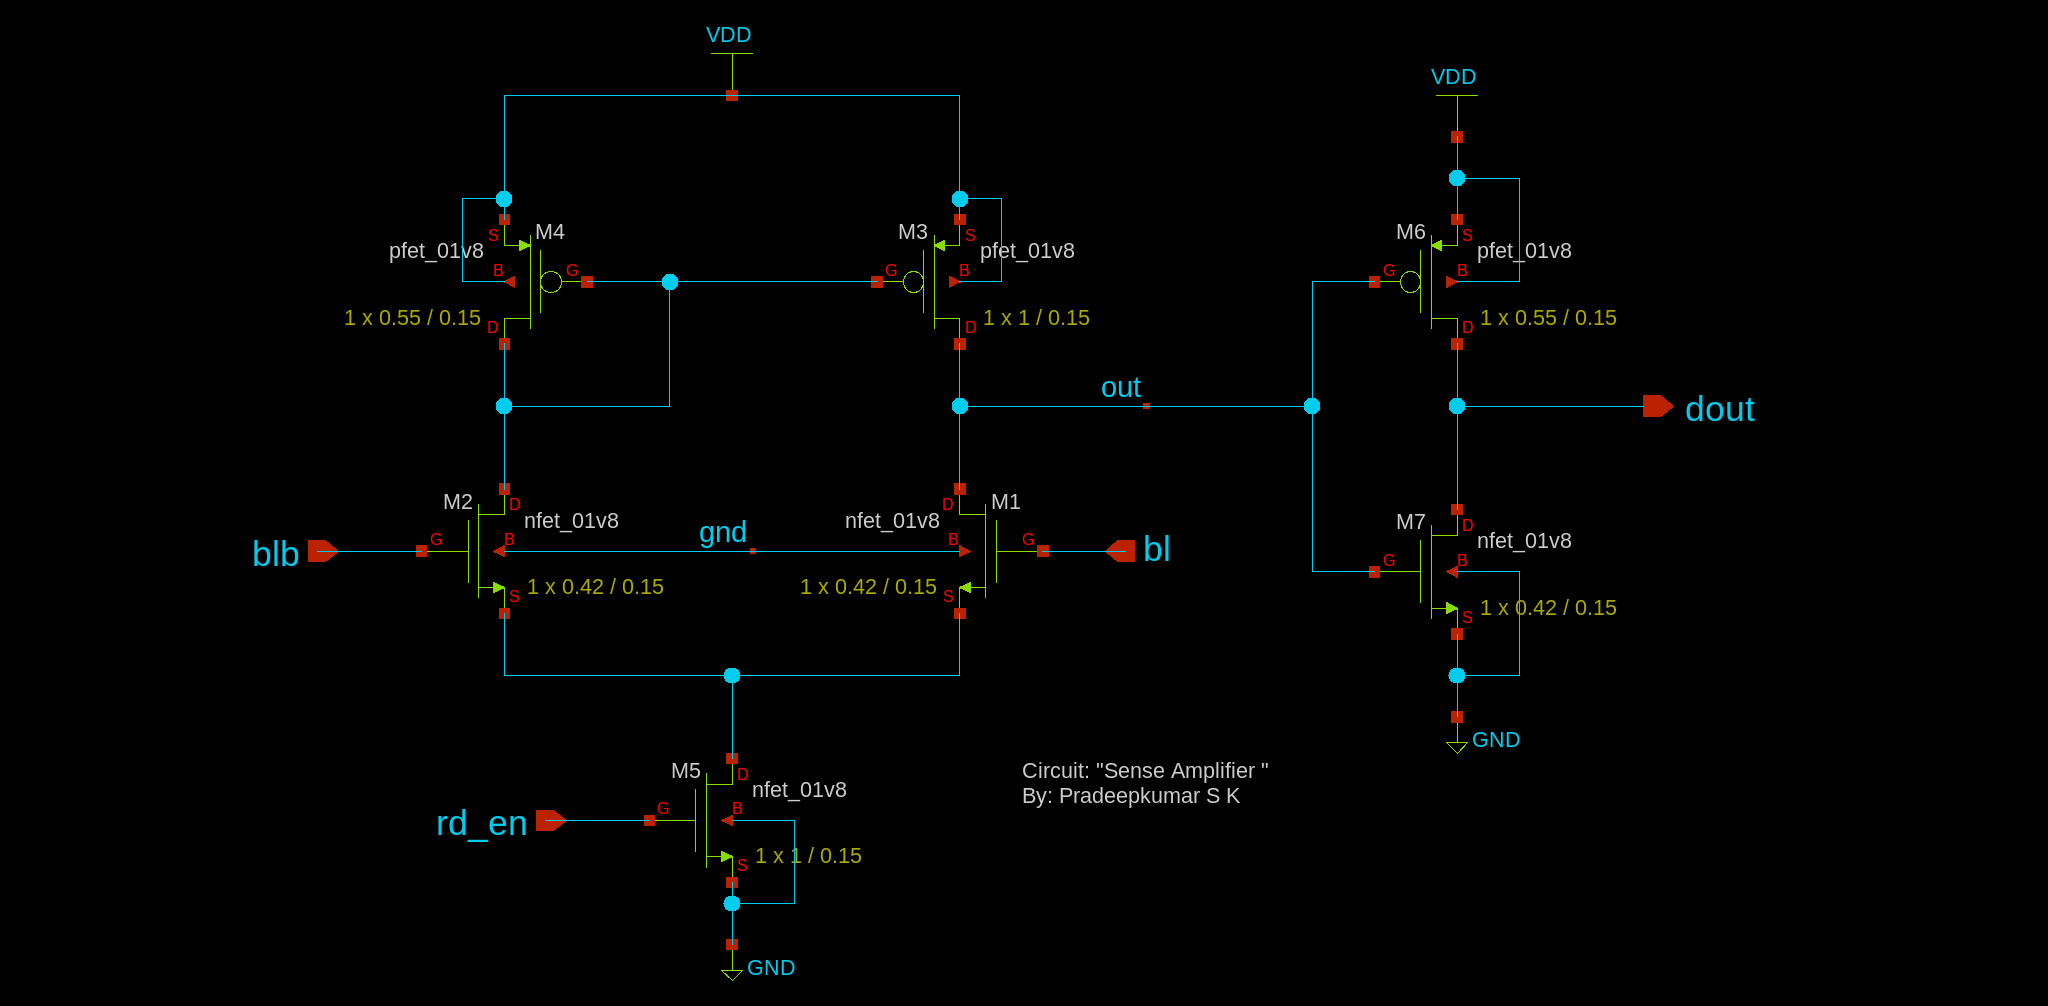 VDD
VDD
M4
pfet_01v8
S
B
G
D
1 x 0.55 / 0.15
M3
pfet_01v8
S
G
B
D
1 x 1 / 0.15
M6
pfet_01v8
S
G
B
D
1 x 0.55 / 0.15
out
dout
M2
nfet_01v8
D
G
B
S
1 x 0.42 / 0.15
blb
gnd
M1
nfet_01v8
D
B
G
S
1 x 0.42 / 0.15
bl
M7
nfet_01v8
D
G
B
S
1 x 0.42 / 0.15
GND
M5
nfet_01v8
D
G
B
S
1 x 1 / 0.15
rd_en
GND
Circuit: "Sense Amplifier "
By: Pradeepkumar S K